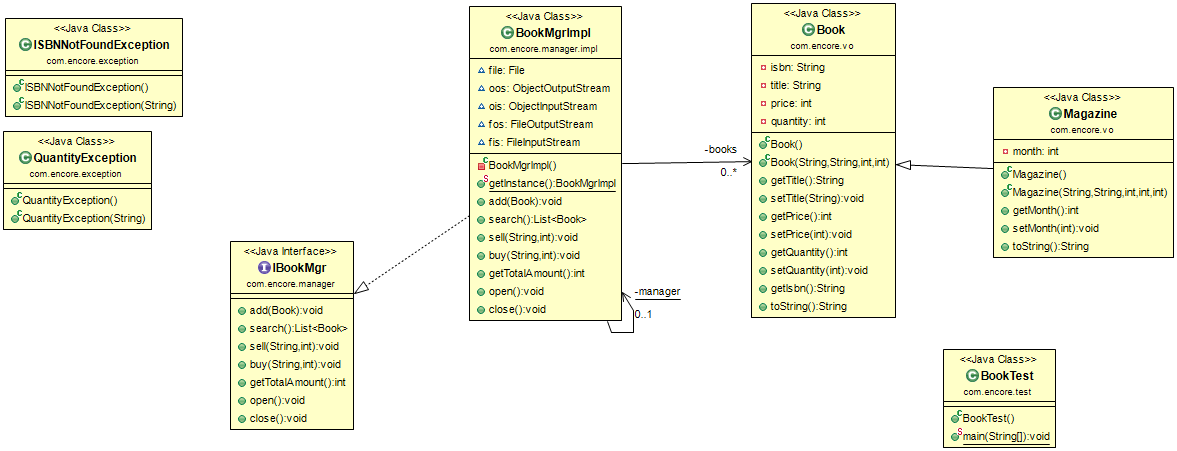 <<Java Class>>
ISBNNotFoundException
com.encore.exception
ISBNNotFoundException()
ISBNNotFoundException(String)
<<Java Class>>
QuantityException
com.encore.exception
QuantityException()
QuantityException(String)
<<Java Interface>>
IBookMgr
com.encore.manager
add(Book):void
search():List<Book>
sell(String,int):void
buy(String,int):void
getTotalAmount():int
open():void
close():void
<<Java Class>>
BookMgrImpl
com.encore.manager.impl
file: File
oos: ObjectOutputStream
ois: ObjectInputStream
fos: FileOutputStream
fis: FileInputStream
BookMgrImpl()
getInstance():BookMgrImpl
add(Book):void
search():List<Book>
sell(String,int):void
buy(String,int):void
getTotalAmount():int
open():void
close():void
-manager
0..1
-books
0..*
<<Java Class>>
Book
com.encore.vo
isbn: String
title: String
price: int
quantity: int
Book()
Book(String,String,int,int)
getTitle():String
setTitle(String):void
getPrice():int
setPrice(int):void
getQuantity():int
setQuantity(int):void
getIsbn():String
toString():String
<<Java Class>>
Magazine
com.encore.vo
month: int
Magazine()
Magazine(String,String,int,int,int)
getMonth():int
setMonth(int):void
toString():String
<<Java Class>>
BookTest
com.encore.test
BookTest()
main(String[]):void